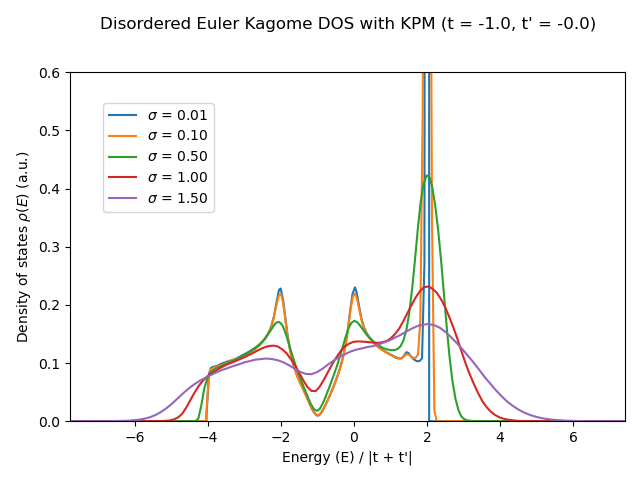 Disordered Euler Kagome DOS with KPM (t = -1.0, t' = -0.0)
Density of states ρ(E) (a.u.)
0.6
0.5
0.4
0.3
0.2
0.1
0.0
σ = 0.01
σ = 0.10
σ = 0.50
σ = 1.00
σ = 1.50
−6 −4 −2 0 2 4 6
Energy (E) / |t + t'|